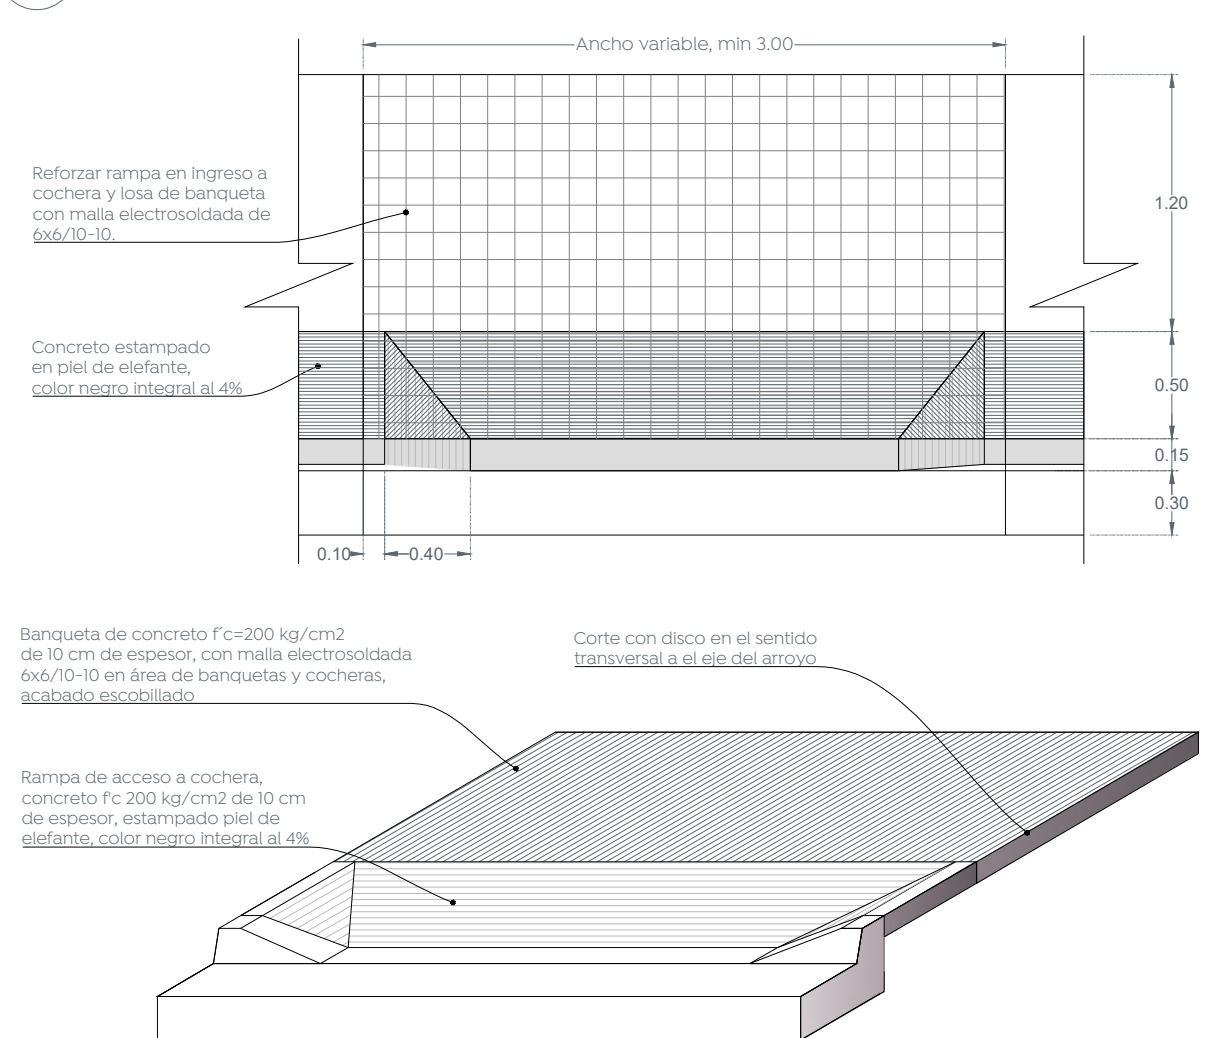 Ancho variable, min 3.00
Reforzar rampa en ingreso a
cochera y losa de banqueta
con malla electrosoldada de
6x6/10-10.
1.20
Concreto estampado
en piel de elefante,
color negro integral al 4%
0.50
0.15
0.30
0.10
0.40
Banqueta de concreto f´c=200 kg/cm2
de 10 cm de espesor, con malla electrosoldada
6x6/10-10 en área de banquetas y cocheras,
acabado escobillado
Corte con disco en el sentido
transversal a el eje del arroyo
Rampa de acceso a cochera,
concreto f'c 200 kg/cm2 de 10 cm
de espesor, estampado piel de
elefante, color negro integral al 4%